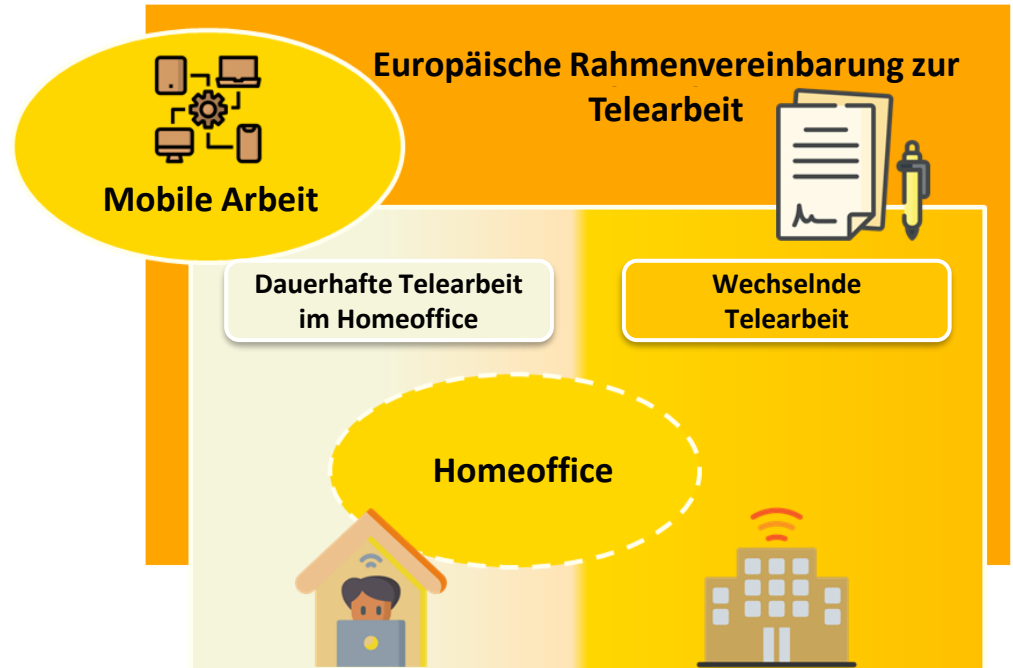 Europäische Rahmenvereinbarung zur
Telearbeit
Mobile Arbeit
Dauerhafte Telearbeit
im Homeoffice
Wechselnde
Telearbeit
Homeoffice